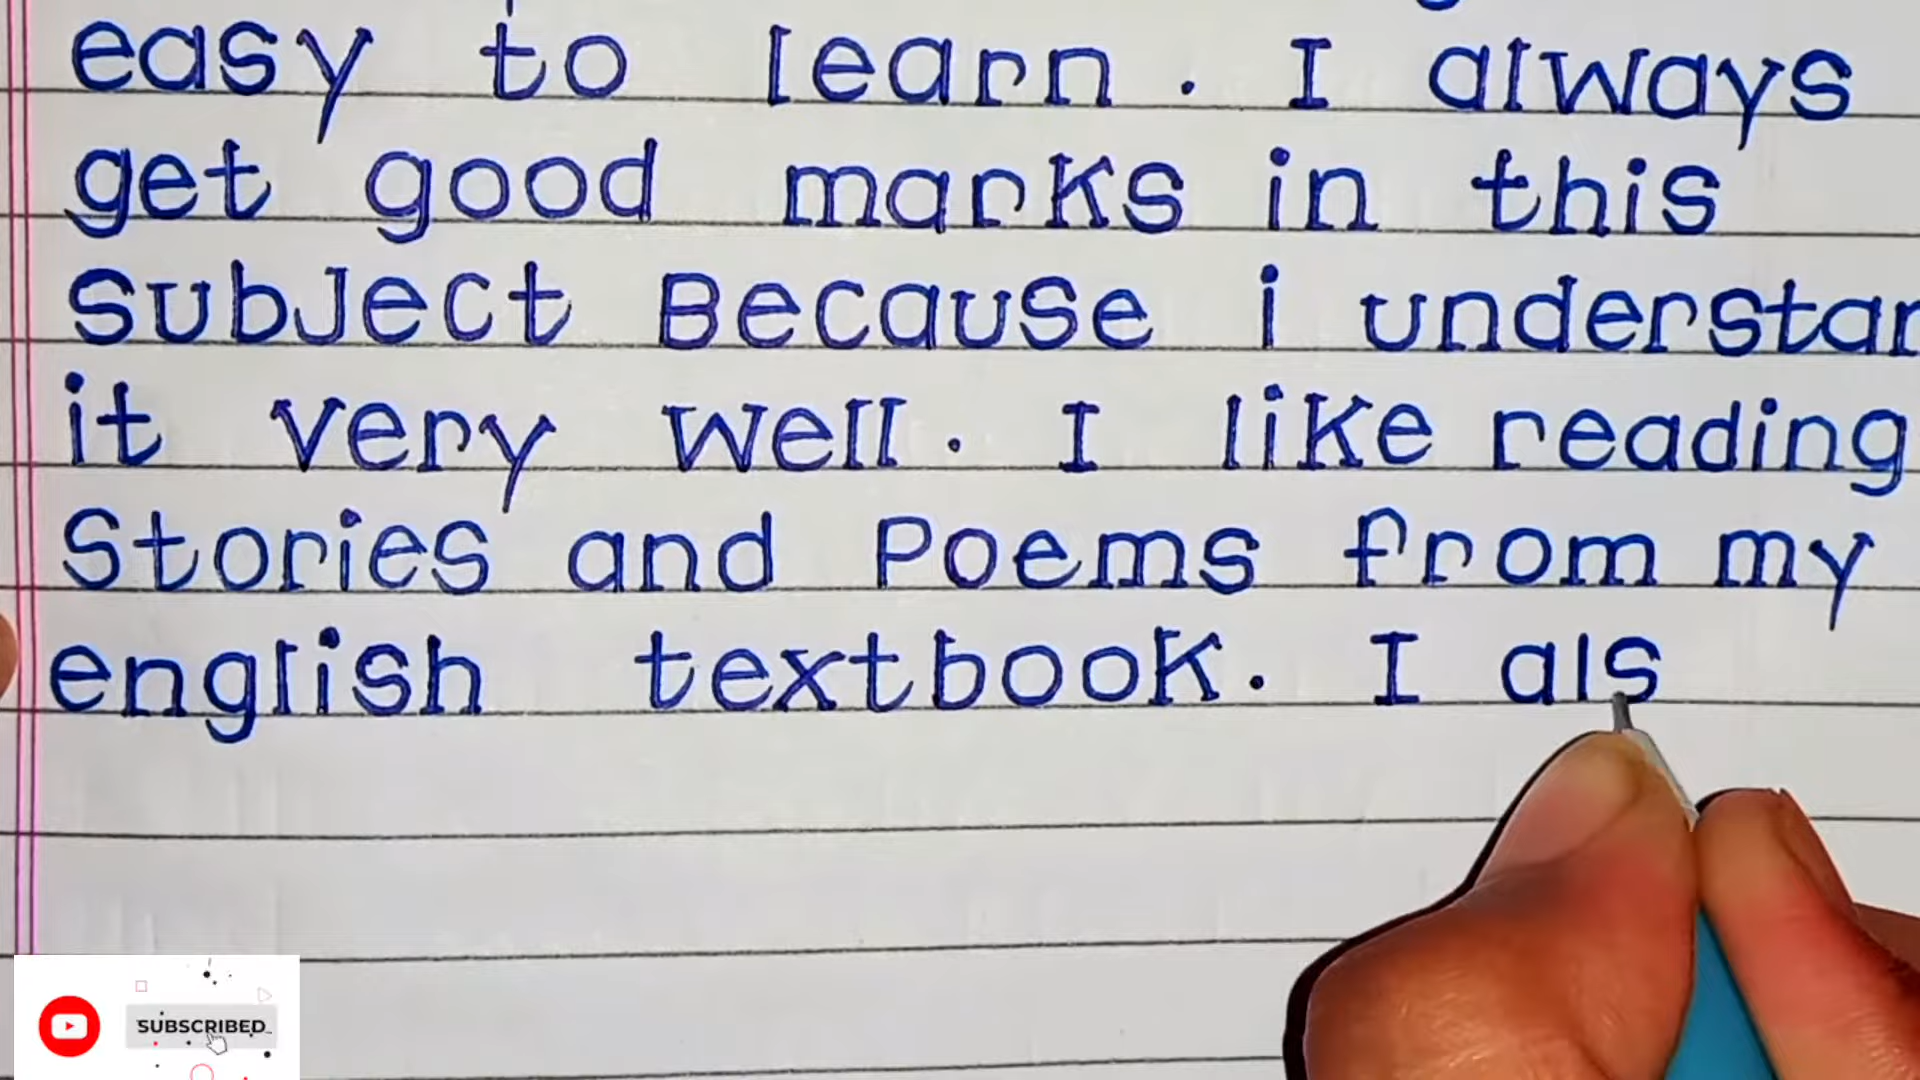 easy to learn. I always
get good marks in this
subject Because i understan
it very well. I like reading
Stories and Poems from my
english textbook. I als
SUBSCRIBED